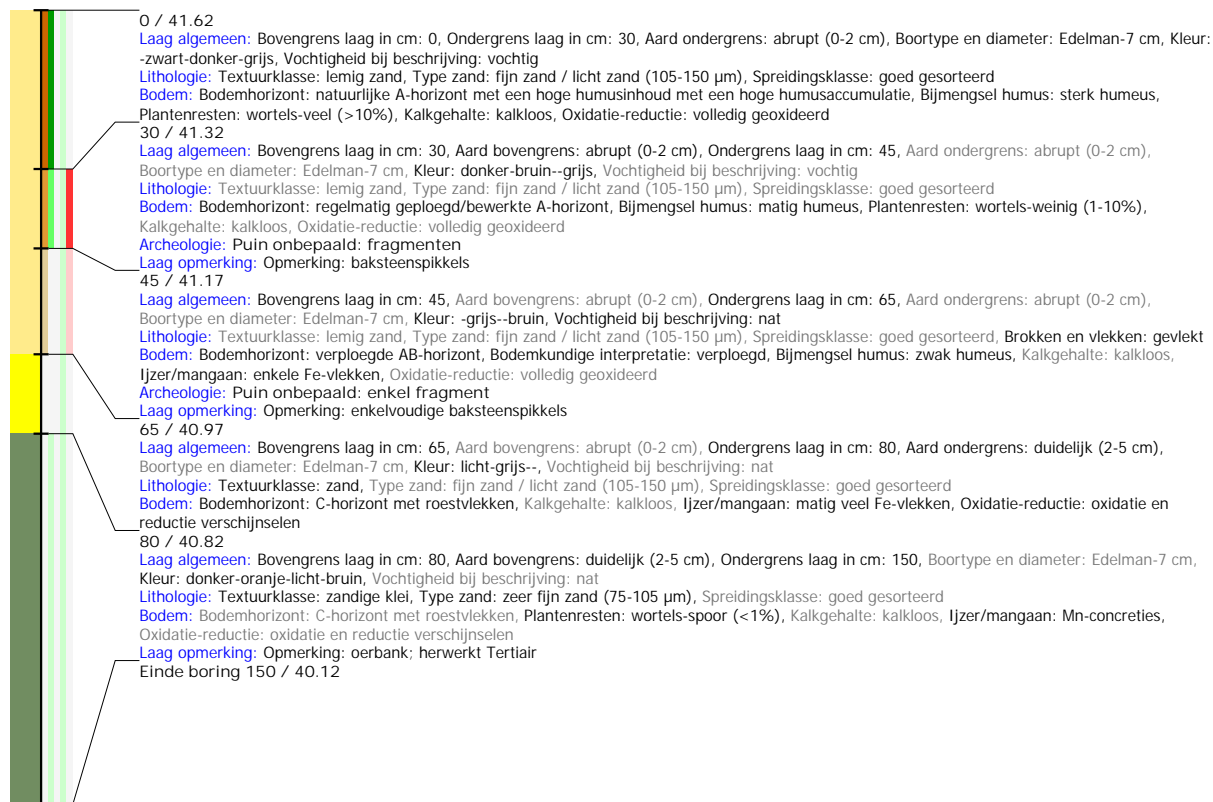 0 / 41.62
Laag algemeen: Bovengrens laag in cm: 0, Ondergrens laag in cm: 30, Aard ondergrens: abrupt (0-2 cm), Boortype en diameter: Edelman-7 cm, Kleur:
-zwart-donker-grijs, Vochtigheid bij beschrijving: vochtig
Lithologie: Textuurklasse: lemig zand, Type zand: fijn zand / licht zand (105-150 µm), Spreidingsklasse: goed gesorteerd
Bodem: Bodemhorizont: natuurlijke A-horizont met een hoge humusinhoud met een hoge humusaccumulatie, Bijmengsel humus: sterk humeus,
Plantenresten: wortels-veel (>10%), Kalkgehalte: kalkloos, Oxidatie-reductie: volledig geoxideerd
30 / 41.32
Laag algemeen: Bovengrens laag in cm: 30, Aard bovengrens: abrupt (0-2 cm), Ondergrens laag in cm: 45, Aard ondergrens: abrupt (0-2 cm),
Boortype en diameter: Edelman-7 cm, Kleur: donker-bruin--grijs, Vochtigheid bij beschrijving: vochtig
Lithologie: Textuurklasse: lemig zand, Type zand: fijn zand / licht zand (105-150 µm), Spreidingsklasse: goed gesorteerd
Bodem: Bodemhorizont: regelmatig geploegd/bewerkte A-horizont, Bijmengsel humus: matig humeus, Plantenresten: wortels-weinig (1-10%),
Kalkgehalte: kalkloos, Oxidatie-reductie: volledig geoxideerd
Archeologie: Puin onbepaald: fragmenten
Laag opmerking: Opmerking: baksteenspikkels
45 / 41.17
Laag algemeen: Bovengrens laag in cm: 45, Aard bovengrens: abrupt (0-2 cm), Ondergrens laag in cm: 65, Aard ondergrens: abrupt (0-2 cm),
Boortype en diameter: Edelman-7 cm, Kleur: -grijs--bruin, Vochtigheid bij beschrijving: nat
Lithologie: Textuurklasse: lemig zand, Type zand: fijn zand / licht zand (105-150 µm), Spreidingsklasse: goed gesorteerd, Brokken en vlekken: gevlekt
Bodem: Bodemhorizont: verploegde AB-horizont, Bodemkundige interpretatie: verploegd, Bijmengsel humus: zwak humeus, Kalkgehalte: kalkloos,
Ijzer/mangaan: enkele Fe-vlekken, Oxidatie-reductie: volledig geoxideerd
Archeologie: Puin onbepaald: enkel fragment
Laag opmerking: Opmerking: enkelvoudige baksteenspikkels
65 / 40.97
Laag algemeen: Bovengrens laag in cm: 65, Aard bovengrens: abrupt (0-2 cm), Ondergrens laag in cm: 80, Aard ondergrens: duidelijk (2-5 cm),
Boortype en diameter: Edelman-7 cm, Kleur: licht-grijs--, Vochtigheid bij beschrijving: nat
Lithologie: Textuurklasse: zand, Type zand: fijn zand / licht zand (105-150 µm), Spreidingsklasse: goed gesorteerd
Bodem: Bodemhorizont: C-horizont met roestvlekken, Kalkgehalte: kalkloos, Ijzer/mangaan: matig veel Fe-vlekken, Oxidatie-reductie: oxidatie en
reductie verschijnselen
80 / 40.82
Laag algemeen: Bovengrens laag in cm: 80, Aard bovengrens: duidelijk (2-5 cm), Ondergrens laag in cm: 150, Boortype en diameter: Edelman-7 cm,
Kleur: donker-oranje-licht-bruin, Vochtigheid bij beschrijving: nat
Lithologie: Textuurklasse: zandige klei, Type zand: zeer fijn zand (75-105 µm), Spreidingsklasse: goed gesorteerd
Bodem: Bodemhorizont: C-horizont met roestvlekken, Plantenresten: wortels-spoor (<1%), Kalkgehalte: kalkloos, Ijzer/mangaan: Mn-concreties,
Oxidatie-reductie: oxidatie en reductie verschijnselen
Laag opmerking: Opmerking: oerbank; herwerkt Tertiair
Einde boring 150 / 40.12